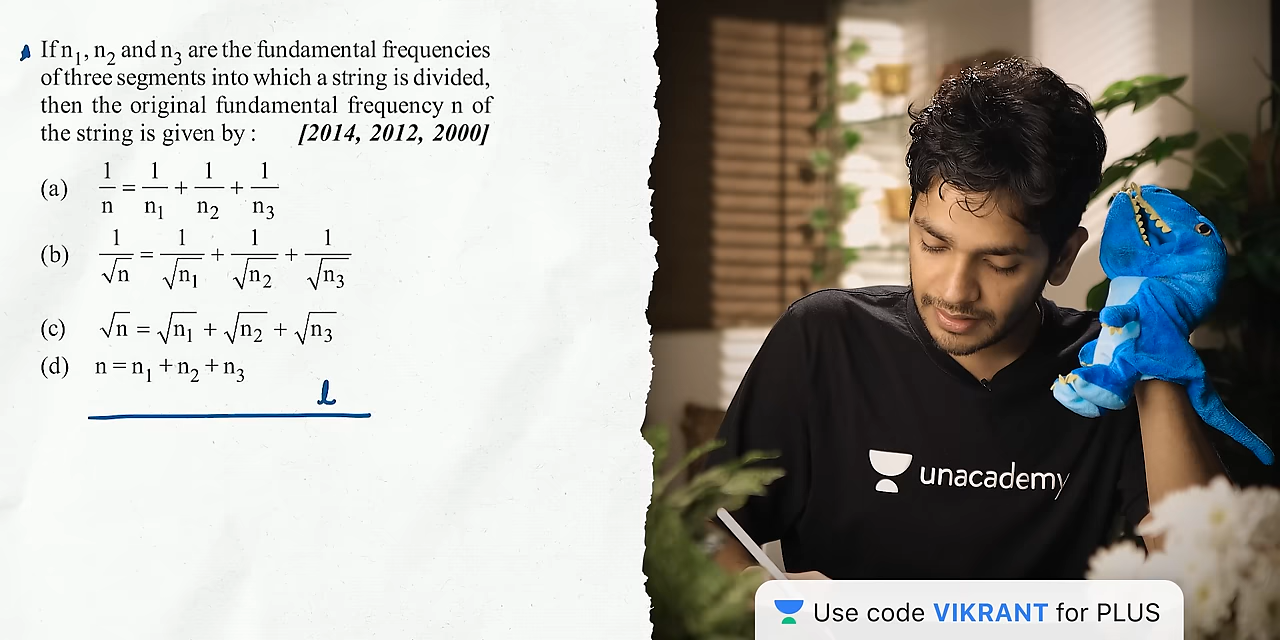 If n₁, n₂ and n₃ are the fundamental frequencies
of three segments into which a string is divided,
then the original fundamental frequency n of
the string is given by : [2014, 2012, 2000]
(a) 1/n = 1/n₁ + 1/n₂ + 1/n₃
(b) 1/√n = 1/√n₁ + 1/√n₂ + 1/√n₃
(c) √n = √n₁ + √n₂ + √n₃
(d) n = n₁ + n₂ + n₃
l
unacademy
Use code VIKRANT for PLUS